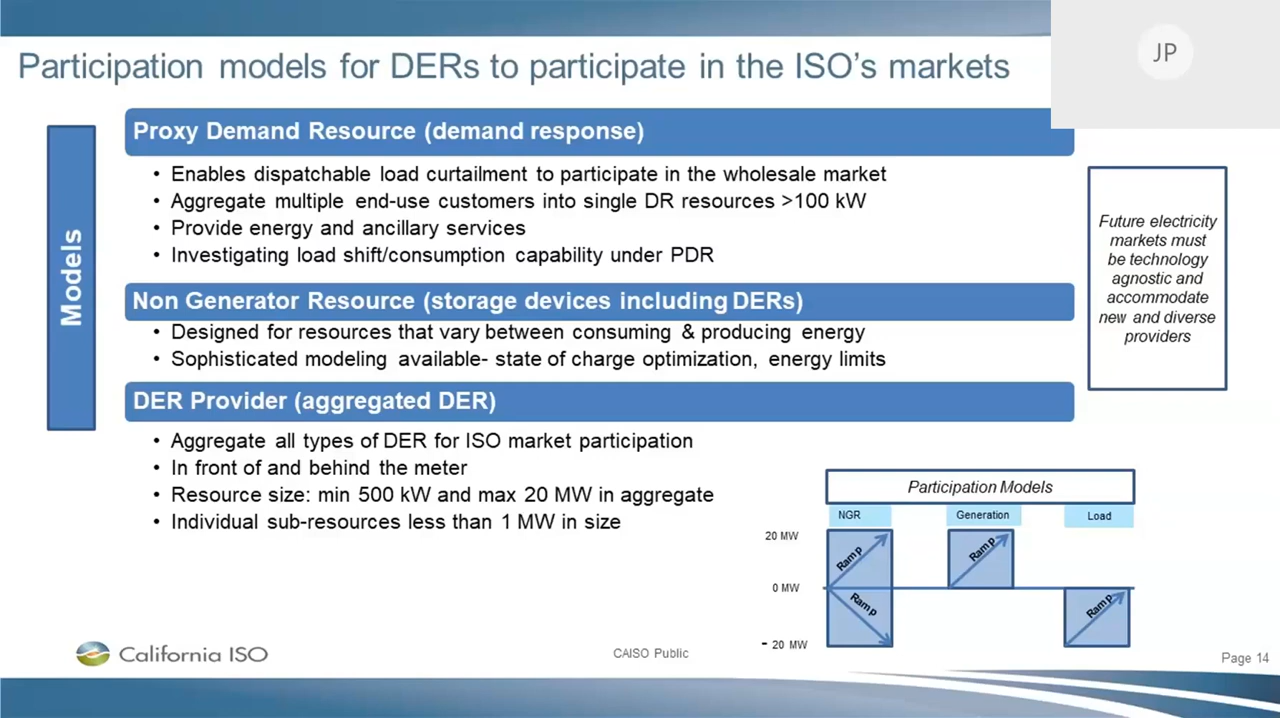 Participation models for DERs to participate in the ISO's markets
JP
Models
Proxy Demand Resource (demand response)
• Enables dispatchable load curtailment to participate in the wholesale market
• Aggregate multiple end-use customers into single DR resources >100 kW
• Provide energy and ancillary services
• Investigating load shift/consumption capability under PDR
Non Generator Resource (storage devices including DERs)
• Designed for resources that vary between consuming & producing energy
• Sophisticated modeling available- state of charge optimization, energy limits
DER Provider (aggregated DER)
• Aggregate all types of DER for ISO market participation
• In front of and behind the meter
• Resource size: min 500 kW and max 20 MW in aggregate
• Individual sub-resources less than 1 MW in size
Future electricity
markets must
be technology
agnostic and
accommodate
new and diverse
providers
Participation Models
NGR Generation Load
20 MW
Ramp
Ramp
0 MW
Ramp
Ramp
- 20 MW
California ISO
CAISO Public
Page 14